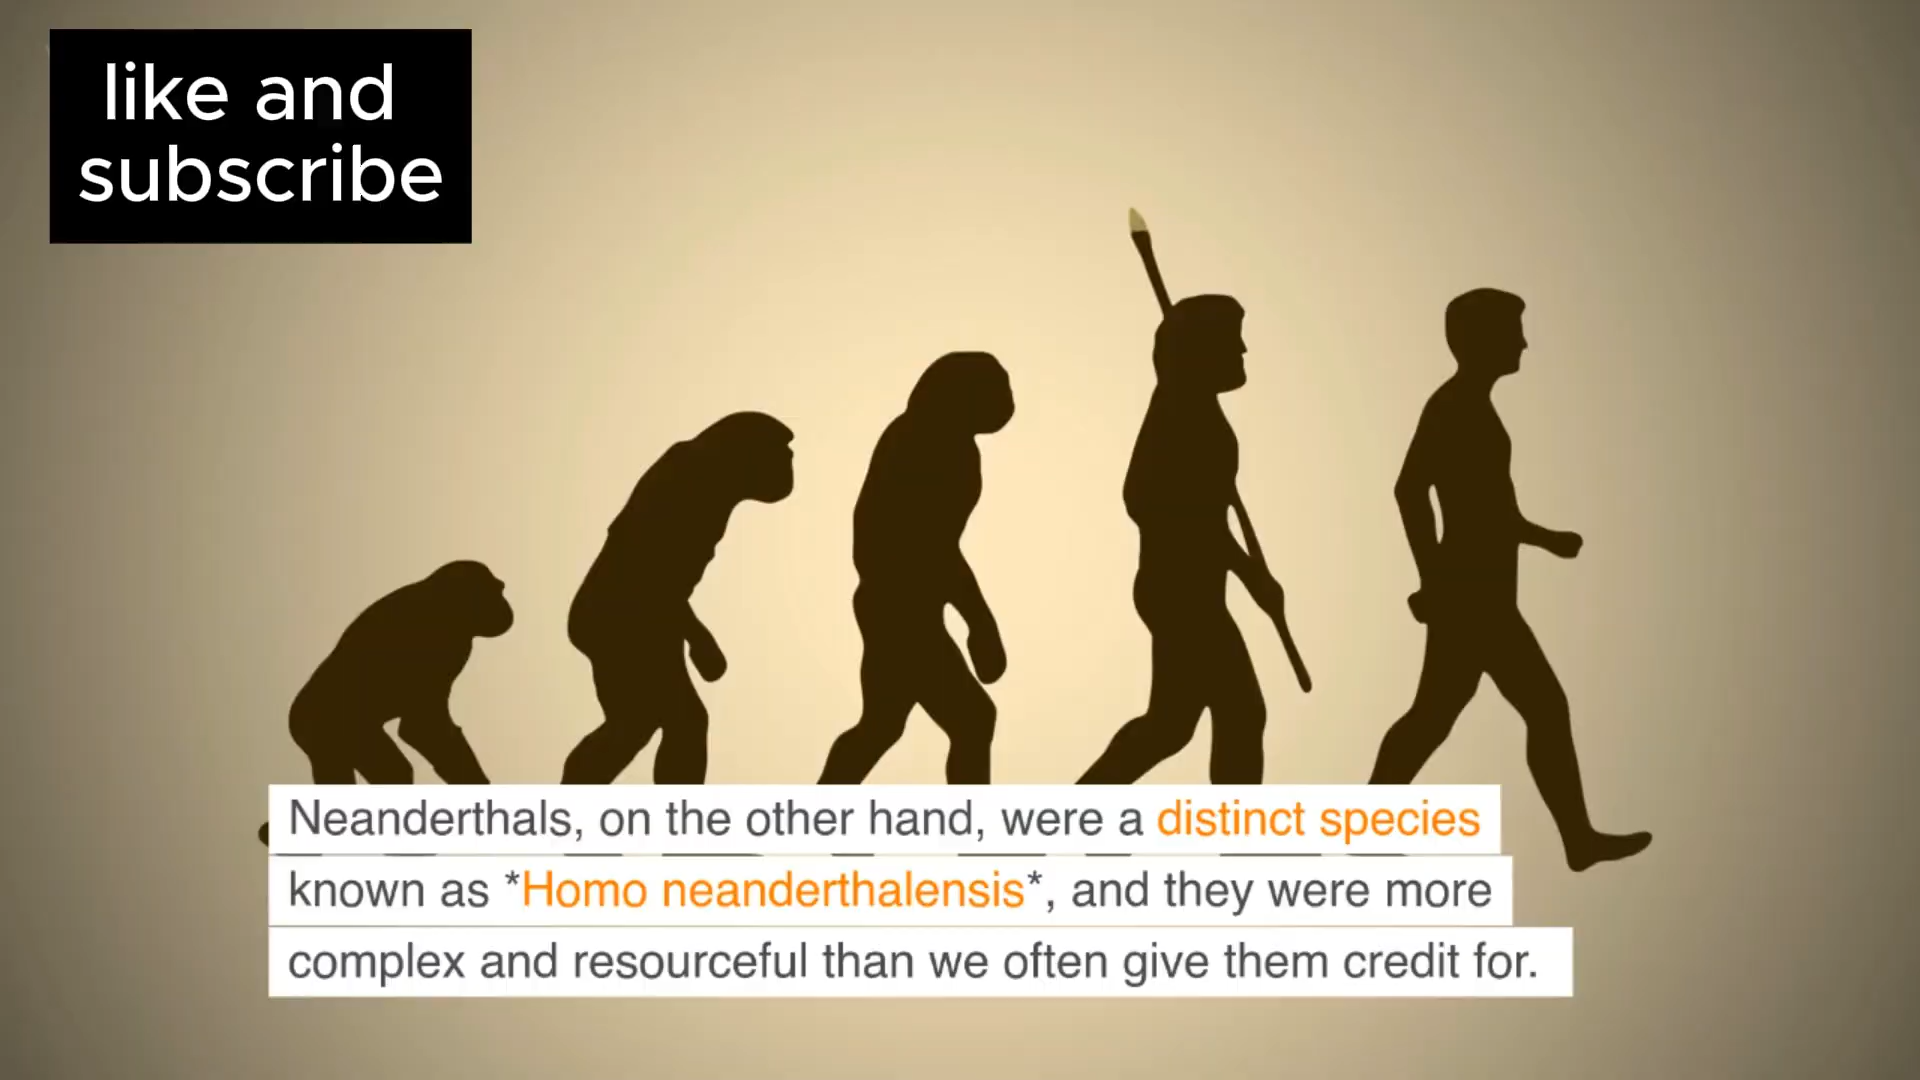 like and
subscribe
Neanderthals, on the other hand, were a distinct species
known as *Homo neanderthalensis*, and they were more
complex and resourceful than we often give them credit for.